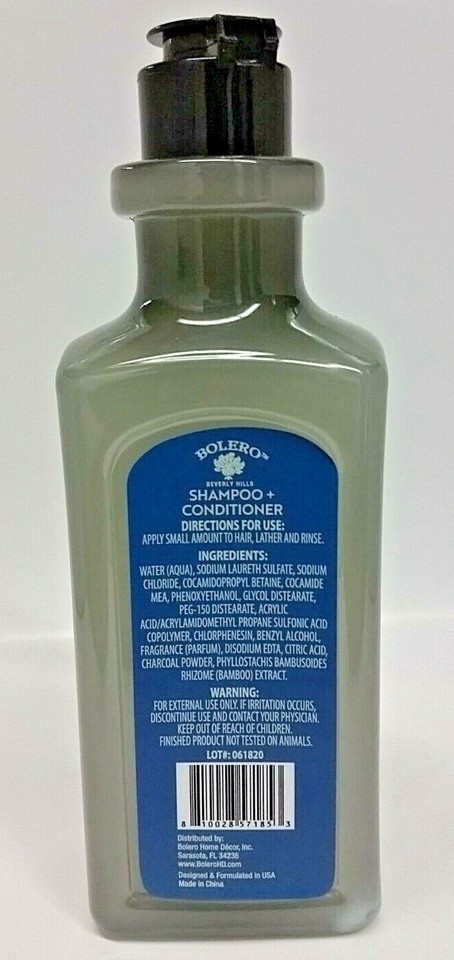 BOLERO™
BEVERLY HILLS
SHAMPOO +
CONDITIONER
DIRECTIONS FOR USE:
APPLY SMALL AMOUNT TO HAIR, LATHER AND RINSE.
INGREDIENTS:
WATER (AQUA), SODIUM LAURETH SULFATE, SODIUM
CHLORIDE, COCAMIDOPROPYL BETAINE, COCAMIDE
MEA, PHENOXYETHANOL, GLYCOL DISTEARATE,
PEG-150 DISTEARATE, ACRYLIC
ACID/ACRYLAMIDOMETHYL PROPANE SULFONIC ACID
COPOLYMER, CHLORPHENESIN, BENZYL ALCOHOL,
FRAGRANCE (PARFUM), DISODIUM EDTA, CITRIC ACID,
CHARCOAL POWDER, PHYLLOSTACHIS BAMBUSOIDES
RHIZOME (BAMBOO) EXTRACT.
WARNING:
FOR EXTERNAL USE ONLY. IF IRRITATION OCCURS,
DISCONTINUE USE AND CONTACT YOUR PHYSICIAN.
KEEP OUT OF REACH OF CHILDREN.
FINISHED PRODUCT NOT TESTED ON ANIMALS.
LOT#: 061820
8 10028 57185 3
Distributed by:
Bolero Home Décor, Inc.
Sarasota, FL 34236
www.BoleroHD.com
Designed & Formulated in USA
Made in China